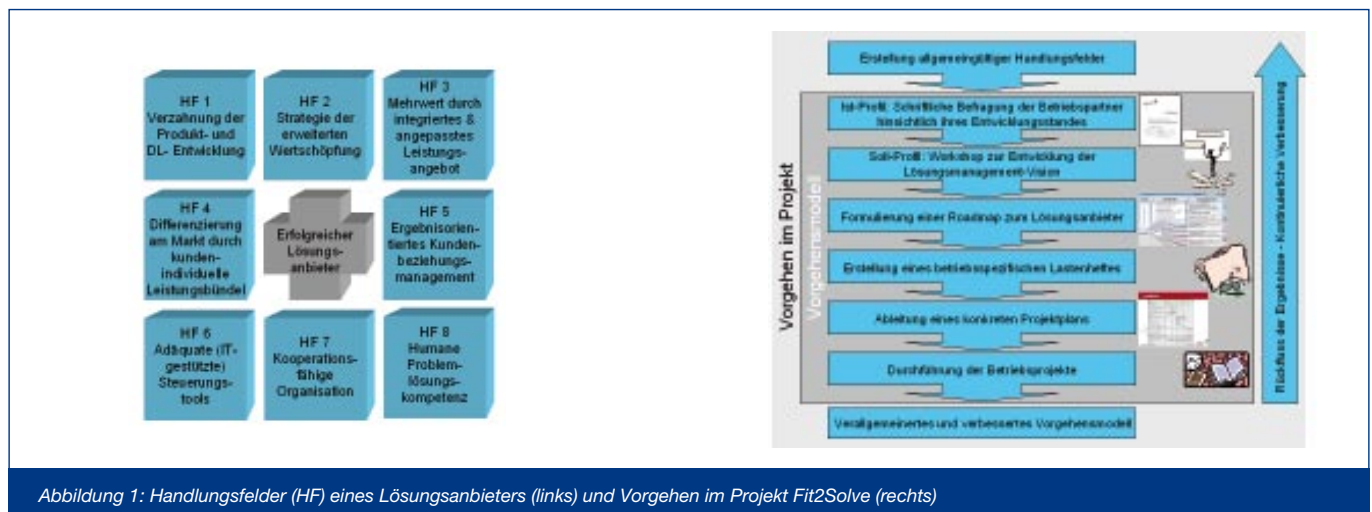 HF 1
Verzahnung der
Produkt- und
DL- Entwicklung
HF 2
Strategie der
erweiterten
Wertschöpfung
HF 3
Mehrwert durch
integriertes &
angepasstes
Leistungs-
angebot
HF 4
Differenzierung
am Markt durch
kunden-
individuelle
Leistungsbündel
Erfolgreicher
Lösungs-
anbieter
HF 5
Ergebnisorien-
tiertes Kunden-
beziehungs-
management
HF 6
Adäquate (IT-
gestützte)
Steuerungs-
tools
HF 7
Kooperations-
fähige
Organisation
HF 8
Humane
Problem-
lösungs-
kompetenz
Vorgehen im Projekt
Vorgehensmodell
Erstellung allgemeingültiger Handlungsfelder
Ist-Profil: Schriftliche Befragung der Betriebspartner
hinsichtlich ihres Entwicklungsstandes
Soll-Profil: Workshop zur Entwicklung der
Lösungsmanagement-Vision
Formulierung einer Roadmap zum Lösungsanbieter
Erstellung eines betriebsspezifischen Lastenheftes
Ableitung eines konkreten Projektplans
Durchführung der Betriebsprojekte
Verallgemeinertes und verbessertes Vorgehensmodell
Rückfluss der Ergebnisse - Kontinuierliche Verbesserung
Abbildung 1: Handlungsfelder (HF) eines Lösungsanbieters (links) und Vorgehen im Projekt Fit2Solve (rechts)